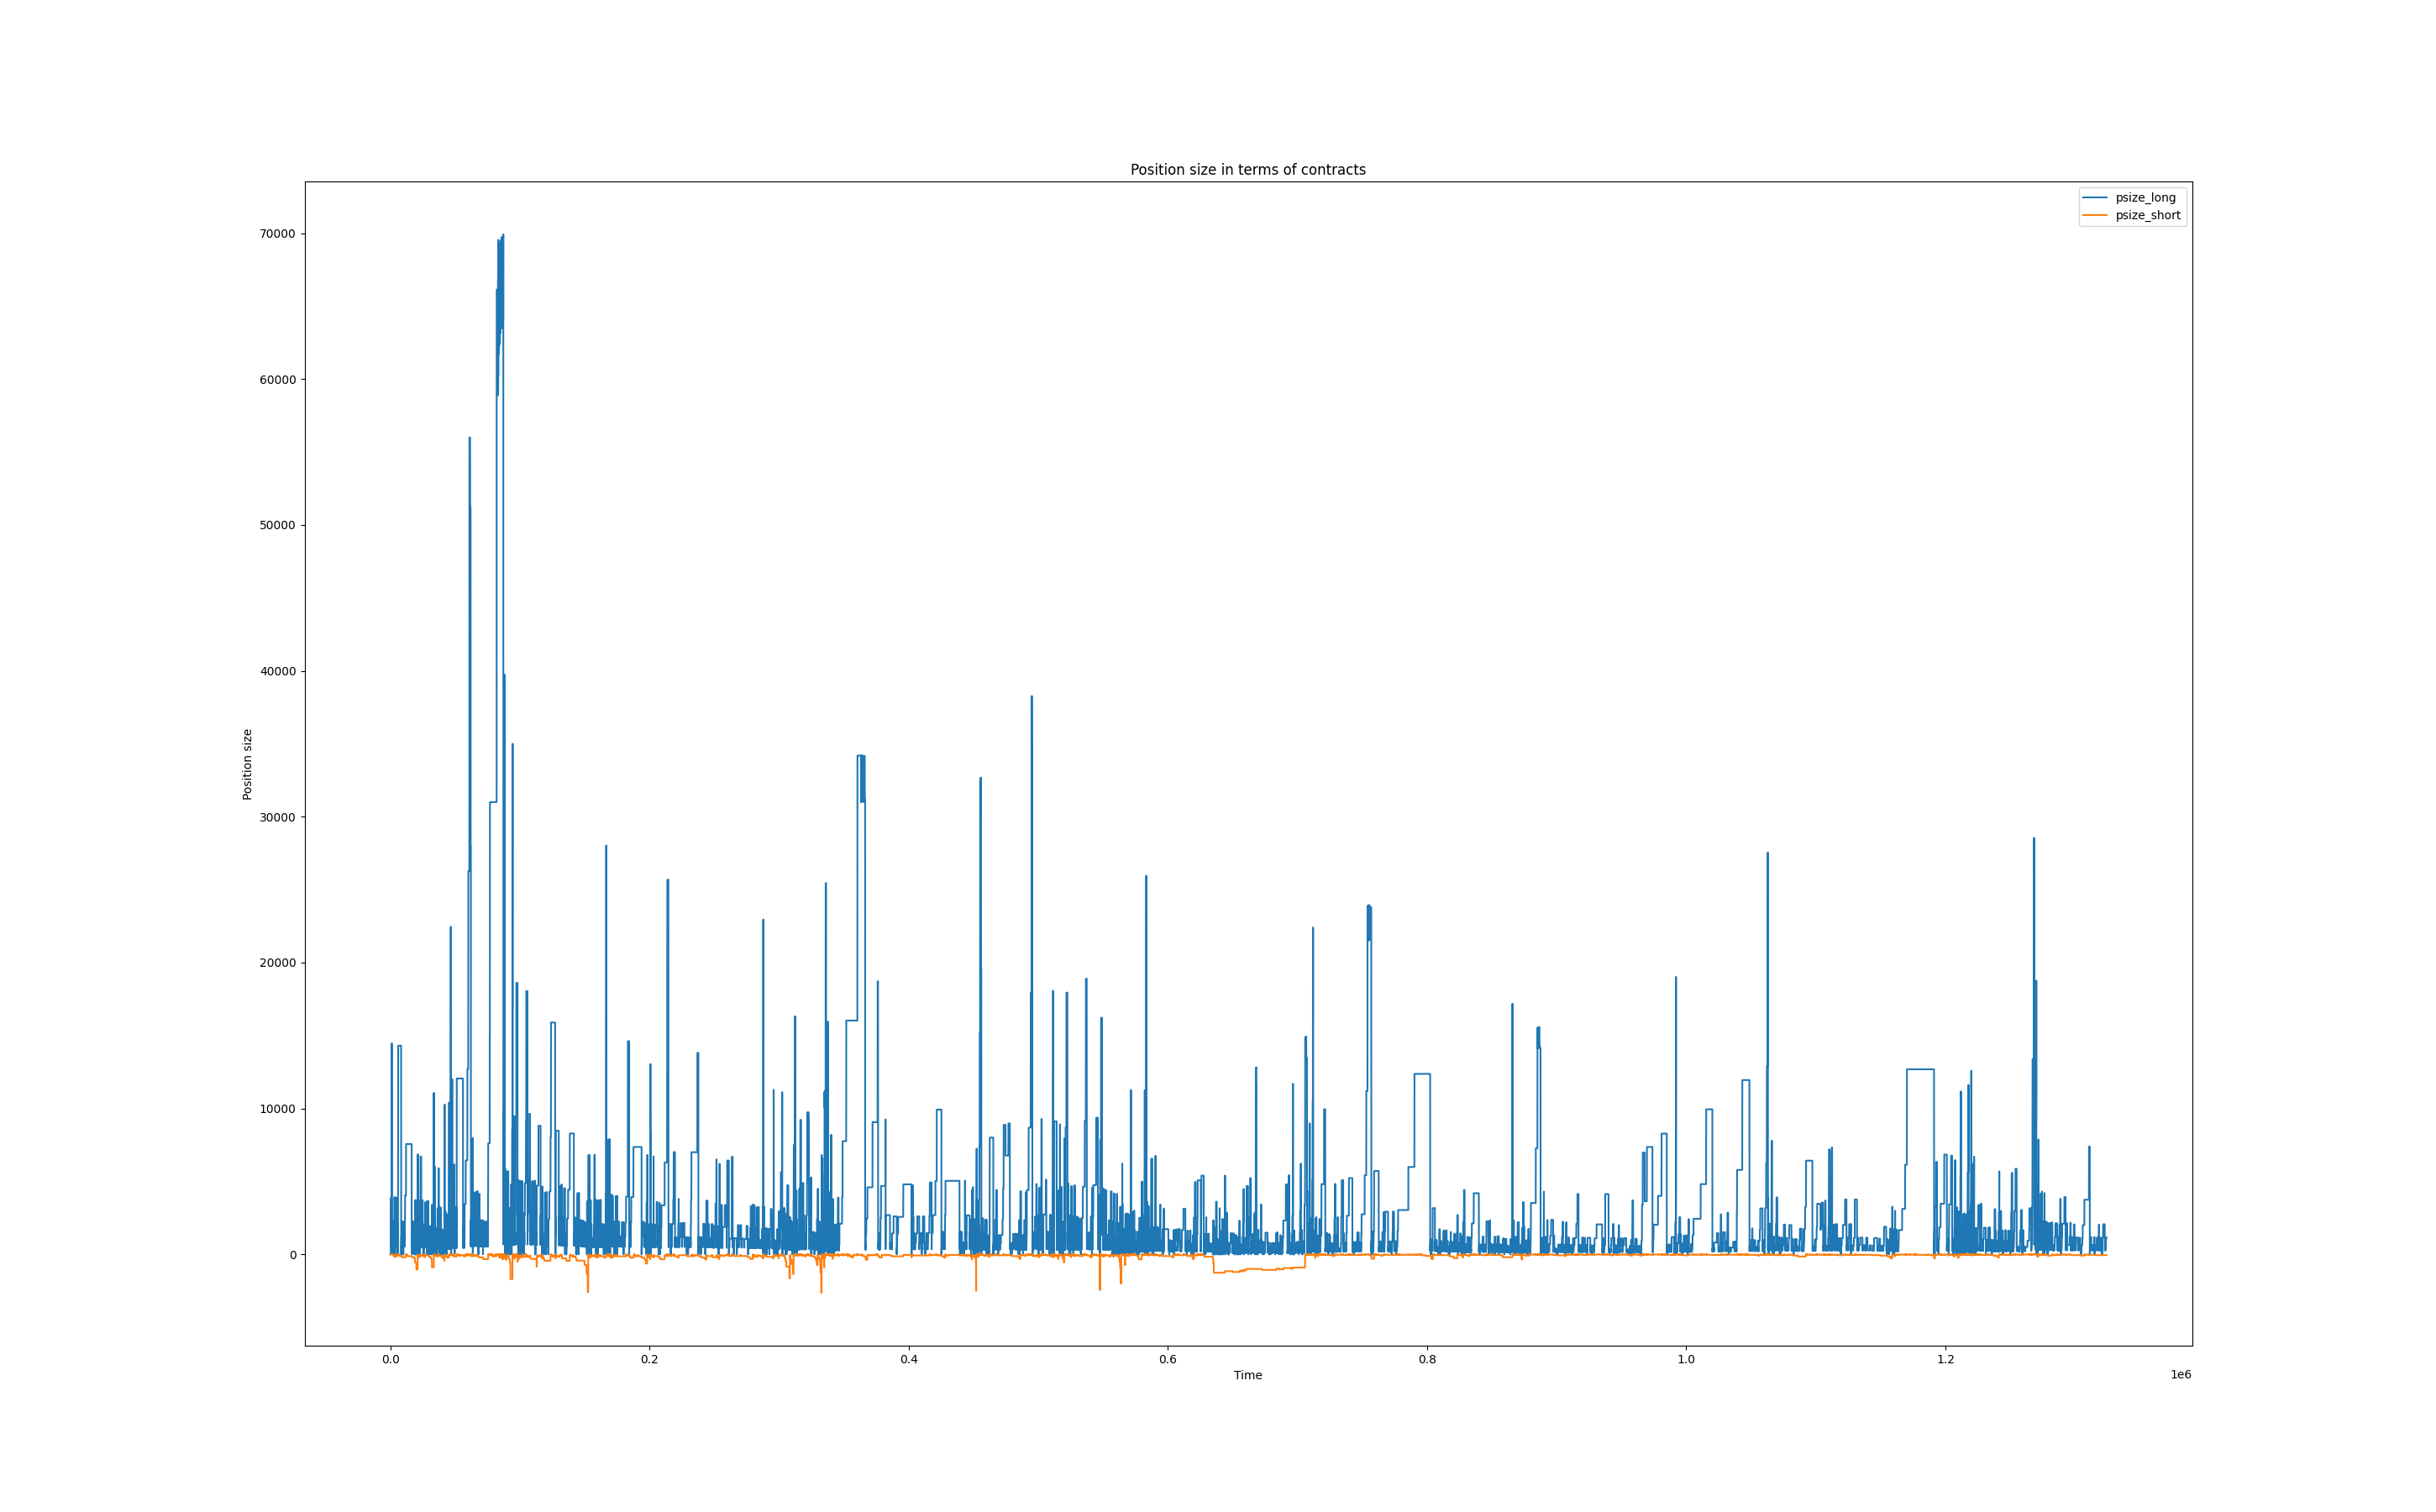 Position size in terms of contracts
psize_long
psize_short
70000
60000
50000
40000
30000
20000
10000
0
Position size
0.0 0.2 0.4 0.6 0.8 1.0 1.2
Time
1e6